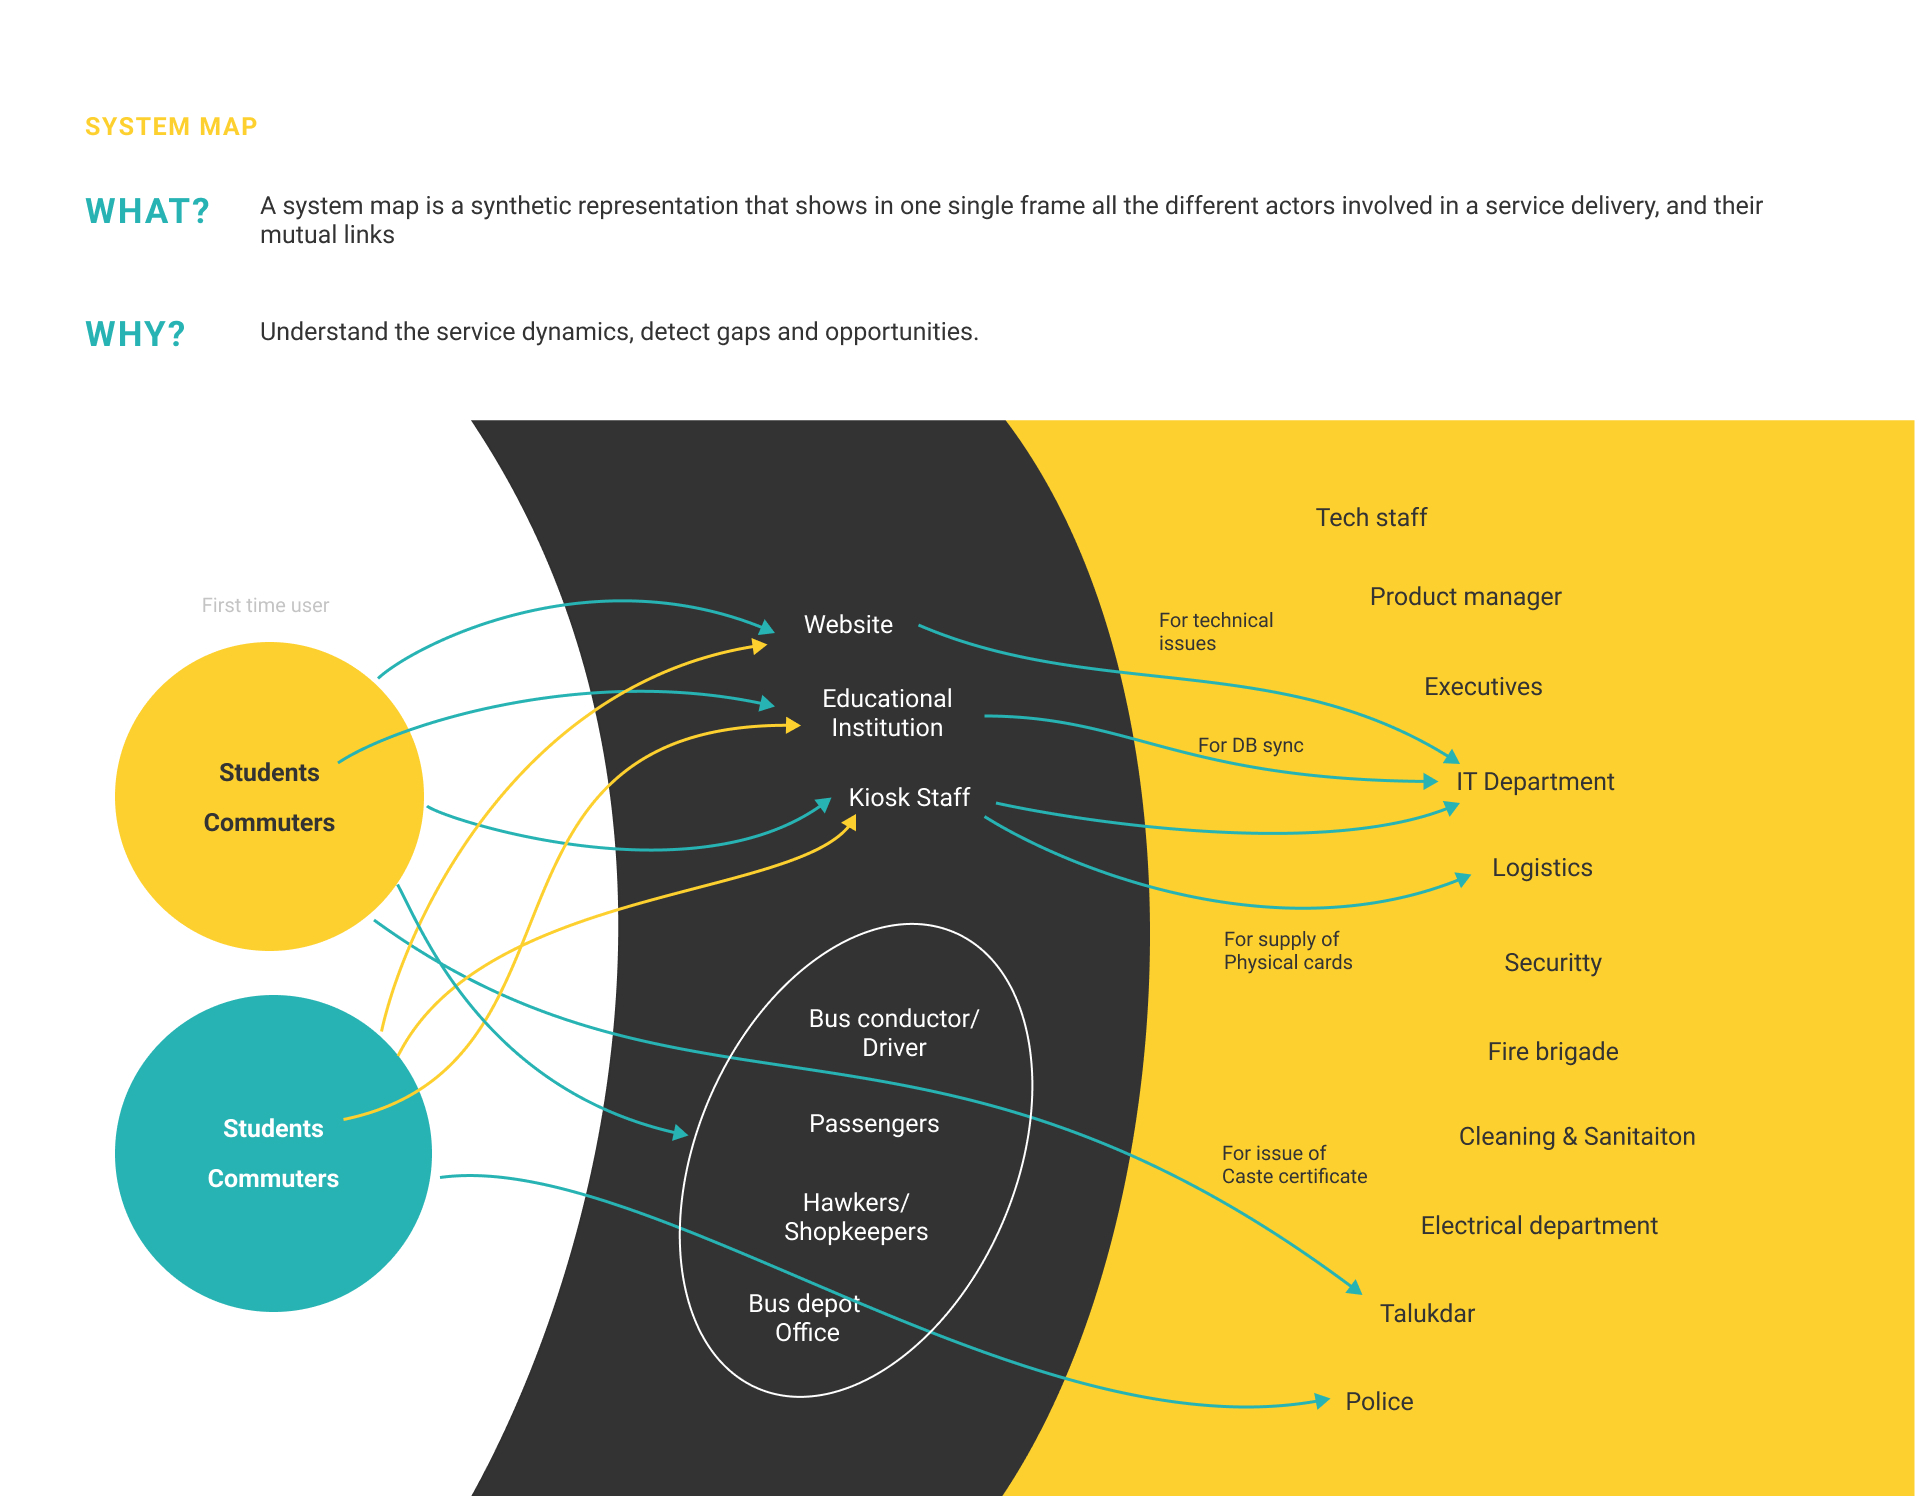 SYSTEM MAP
WHAT?
A system map is a synthetic representation that shows in one single frame all the different actors involved in a service delivery, and their
mutual links
WHY?
Understand the service dynamics, detect gaps and opportunities.
First time user
Students
Commuters
Students
Commuters
Website
Educational
Institution
Kiosk Staff
Bus conductor/
Driver
Passengers
Hawkers/
Shopkeepers
Bus depot
Office
For technical
issues
For DB sync
For supply of
Physical cards
For issue of
Caste certificate
Tech staff
Product manager
Executives
IT Department
Logistics
Securitty
Fire brigade
Cleaning & Sanitaiton
Electrical department
Talukdar
Police